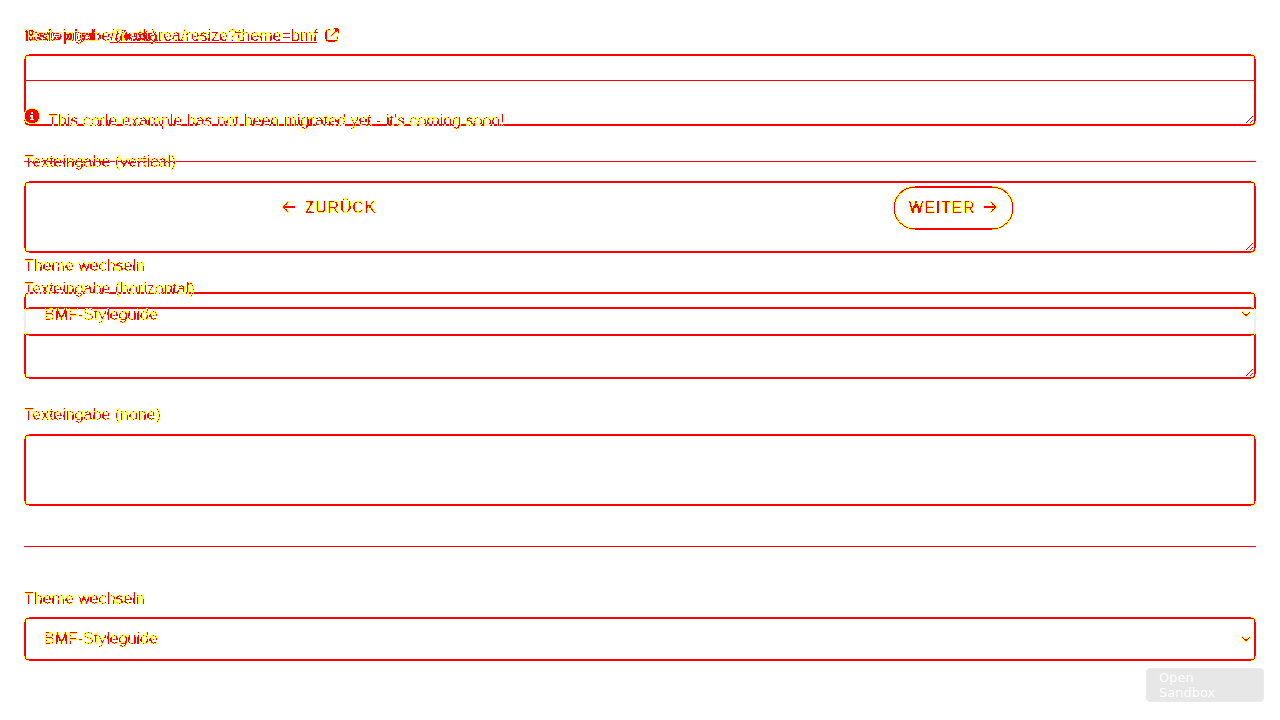 /textarea/resize?theme=bmf
This code example has not been migrated yet - it's coming soon!
Texteingabe (vertical)
← ZURÜCK
WEITER →
Theme wechseln
Texteingabe (horizontal)
BMF-Styleguide
Texteingabe (none)
Theme wechseln
BMF-Styleguide
Open
Sandbox